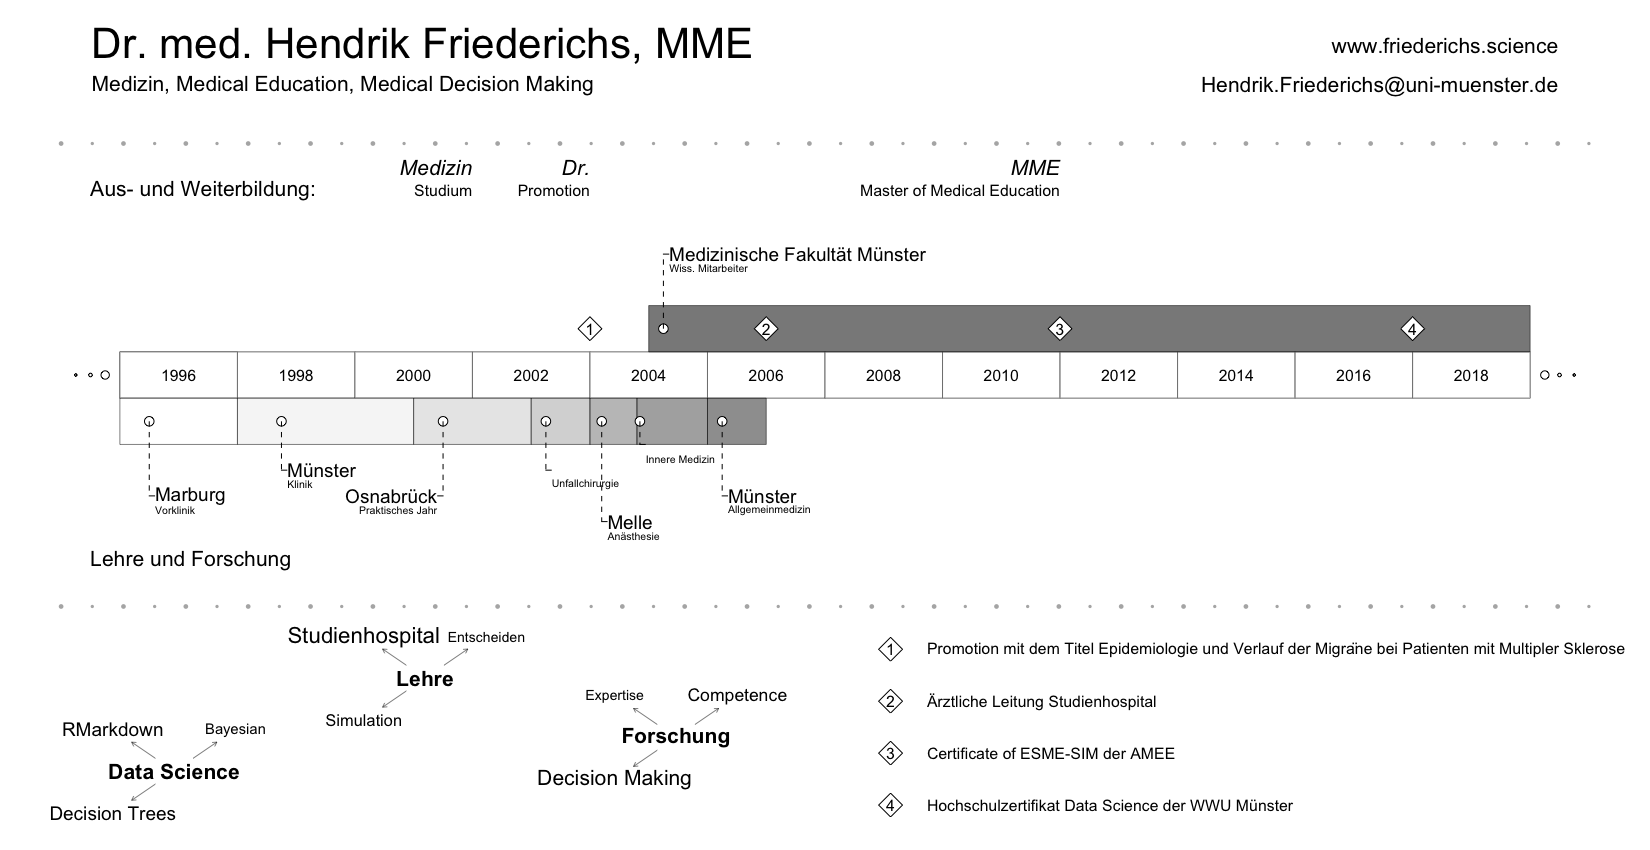 Dr. med. Hendrik Friederichs, MME
www.friederichs.science
Medizin, Medical Education, Medical Decision Making
Hendrik.Friederichs@uni-muenster.de
Medizin
Dr.
MME
Aus- und Weiterbildung:
Studium
Promotion
Master of Medical Education
Medizinische Fakultät Münster
Wiss. Mitarbeiter
1
2
3
4
1996
1998
2000
2002
2004
2006
2008
2010
2012
2014
2016
2018
Marburg
Vorklinik
Münster
Klinik
Osnabrück
Praktisches Jahr
Unfallchirurgie
Melle
Anästhesie
Innere Medizin
Münster
Allgemeinmedizin
Lehre und Forschung
Studienhospital
Entscheiden
Lehre
Simulation
RMarkdown
Bayesian
Data Science
Decision Trees
Expertise
Competence
Forschung
Decision Making
1 Promotion mit dem Titel Epidemiologie und Verlauf der Migräne bei Patienten mit Multipler Sklerose
2 Ärztliche Leitung Studienhospital
3 Certificate of ESME-SIM der AMEE
4 Hochschulzertifikat Data Science der WWU Münster